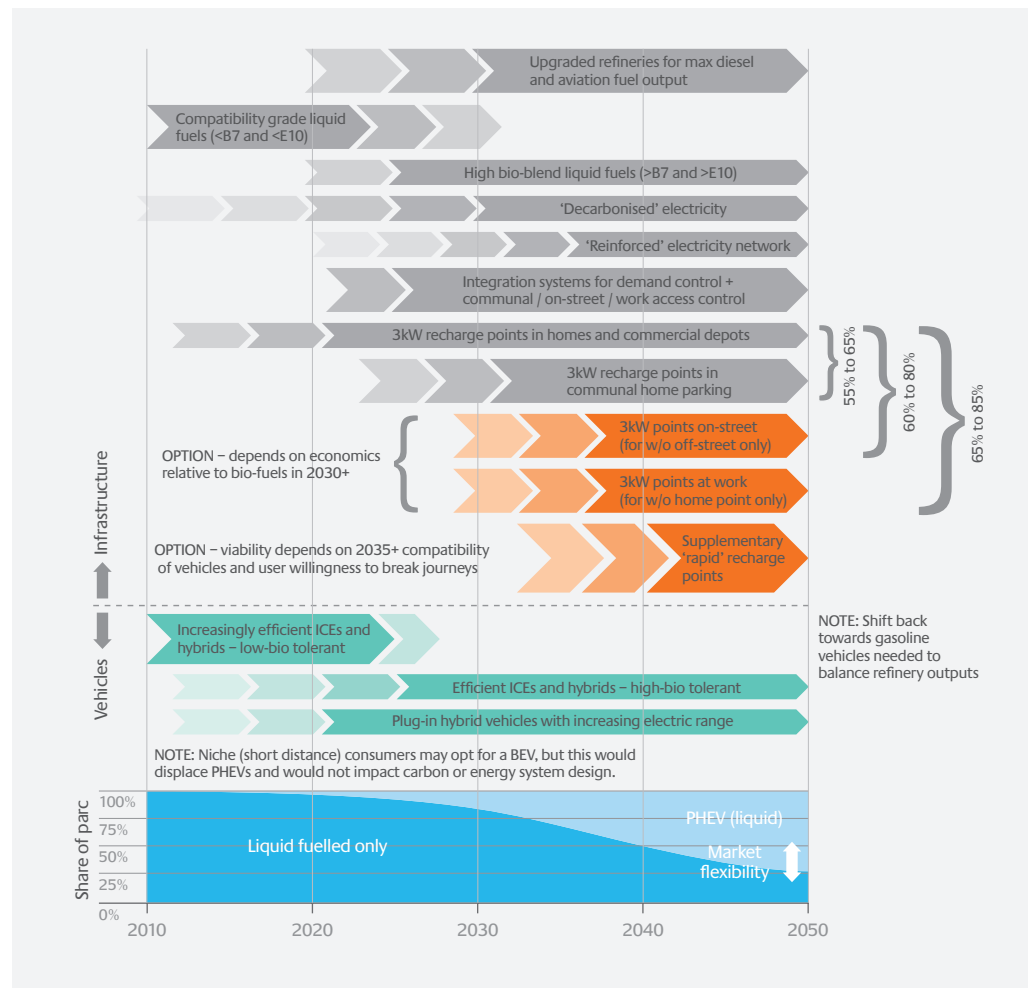 Upgraded refineries for max diesel
and aviation fuel output
Compatibility grade liquid
fuels (<B7 and <E10)
High bio-blend liquid fuels (>B7 and >E10)
‘Decarbonised’ electricity
‘Reinforced’ electricity network
Integration systems for demand control +
communal / on-street / work access control
3kW recharge points in homes and commercial depots
3kW recharge points in
communal home parking
55% to 65%
60% to 80%
65% to 85%
OPTION – depends on economics
relative to bio-fuels in 2030+
3kW points on-street
(for w/o off-street only)
3kW points at work
(for w/o home point only)
OPTION – viability depends on 2035+ compatibility
of vehicles and user willingness to break journeys
Supplementary
‘rapid’ recharge
points
Infrastructure
Vehicles
Increasingly efficient ICEs and
hybrids – low-bio tolerant
NOTE: Shift back
towards gasoline
vehicles needed to
balance refinery outputs
Efficient ICEs and hybrids – high-bio tolerant
Plug-in hybrid vehicles with increasing electric range
NOTE: Niche (short distance) consumers may opt for a BEV, but this would
displace PHEVs and would not impact carbon or energy system design.
Share of parc
100%
75%
50%
25%
0%
PHEV (liquid)
Liquid fuelled only
Market
flexibility
2010
2020
2030
2040
2050